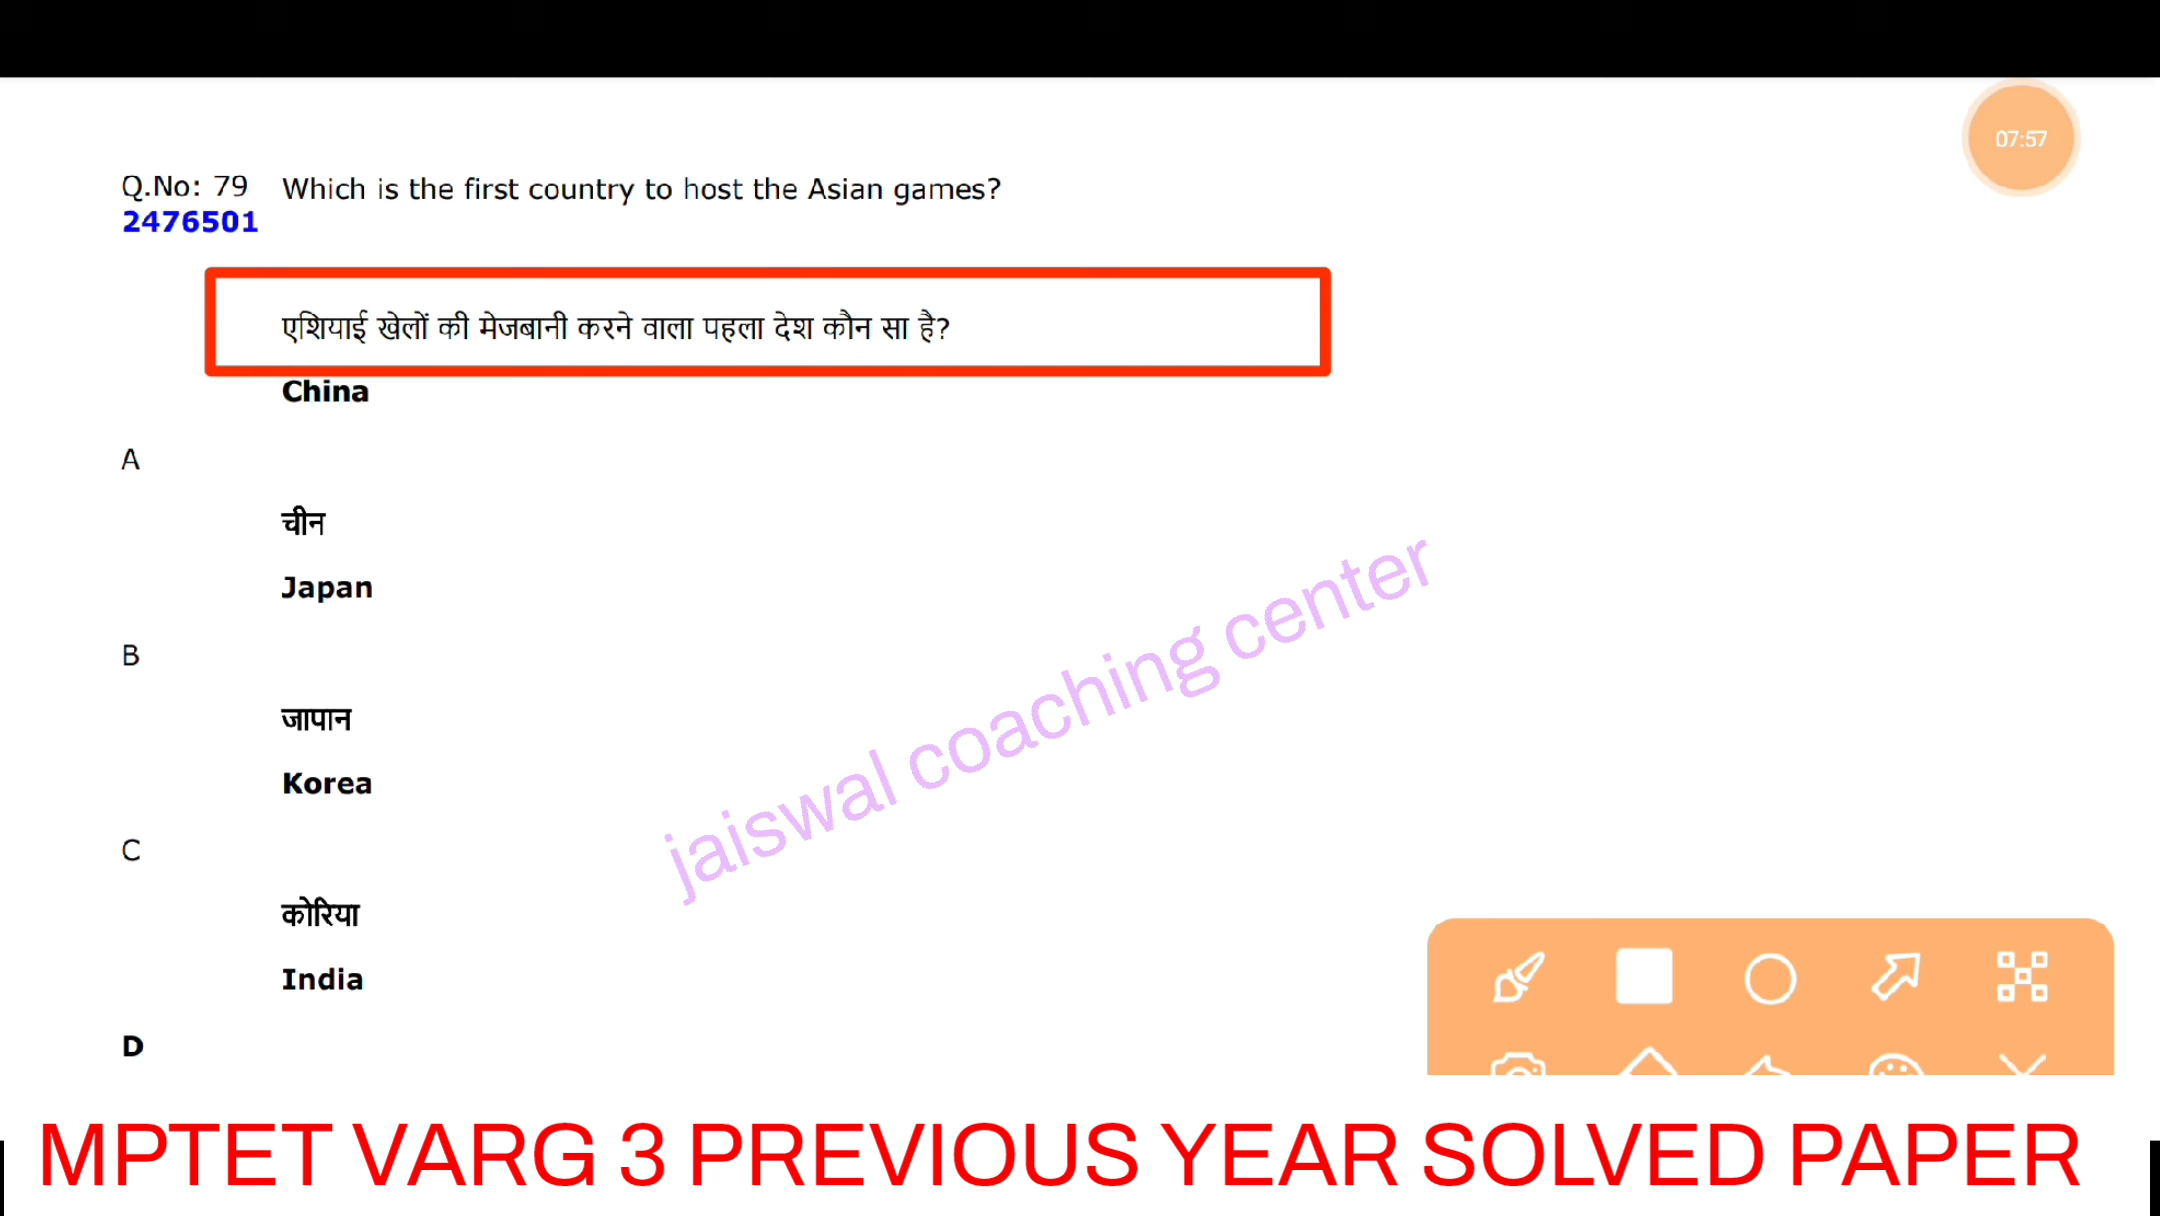 07:57
Q.No: 79 Which is the first country to host the Asian games?
2476501
एशियाई खेलों की मेजबानी करने वाला पहला देश कौन सा है?
China
A
चीन
Japan
B
जापान
Korea
C
कोरिया
India
D
jaiswal coaching center
MPTET VARG 3 PREVIOUS YEAR SOLVED PAPER